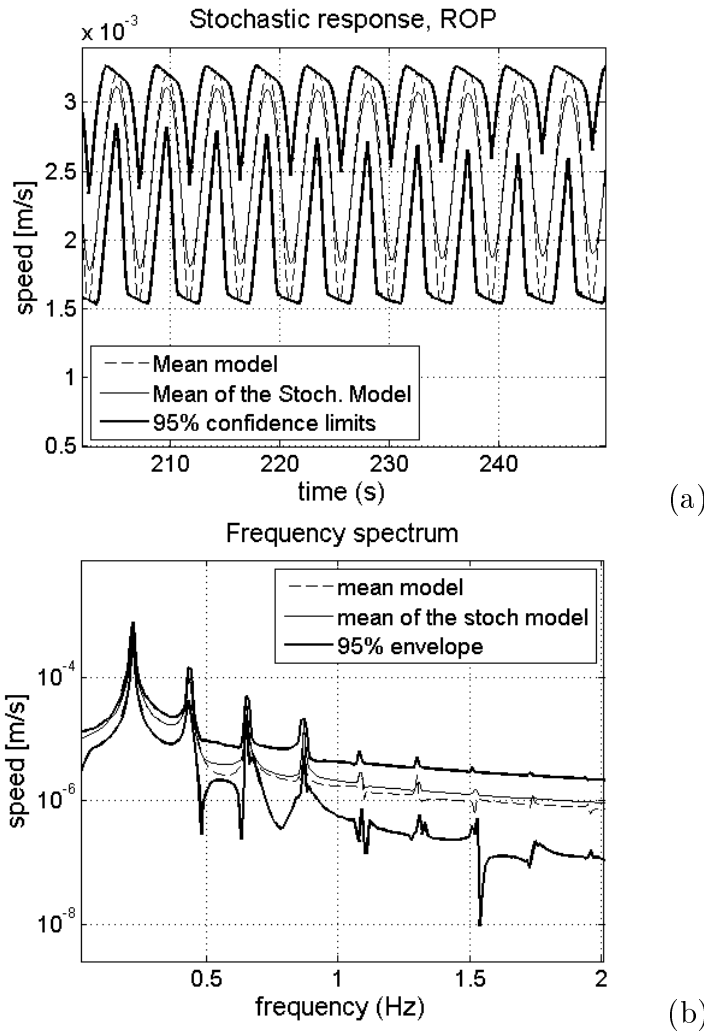 Stochastic response, ROP
x 10⁻³
3
2.5
2
1.5
1
0.5
speed [m/s]
Mean model
Mean of the Stoch. Model
95% confidence limits
210 220 230 240
time (s)
(a)
Frequency spectrum
mean model
mean of the stoch model
95% envelope
10⁻⁴
10⁻⁶
10⁻⁸
speed [m/s]
0.5 1 1.5 2
frequency (Hz)
(b)